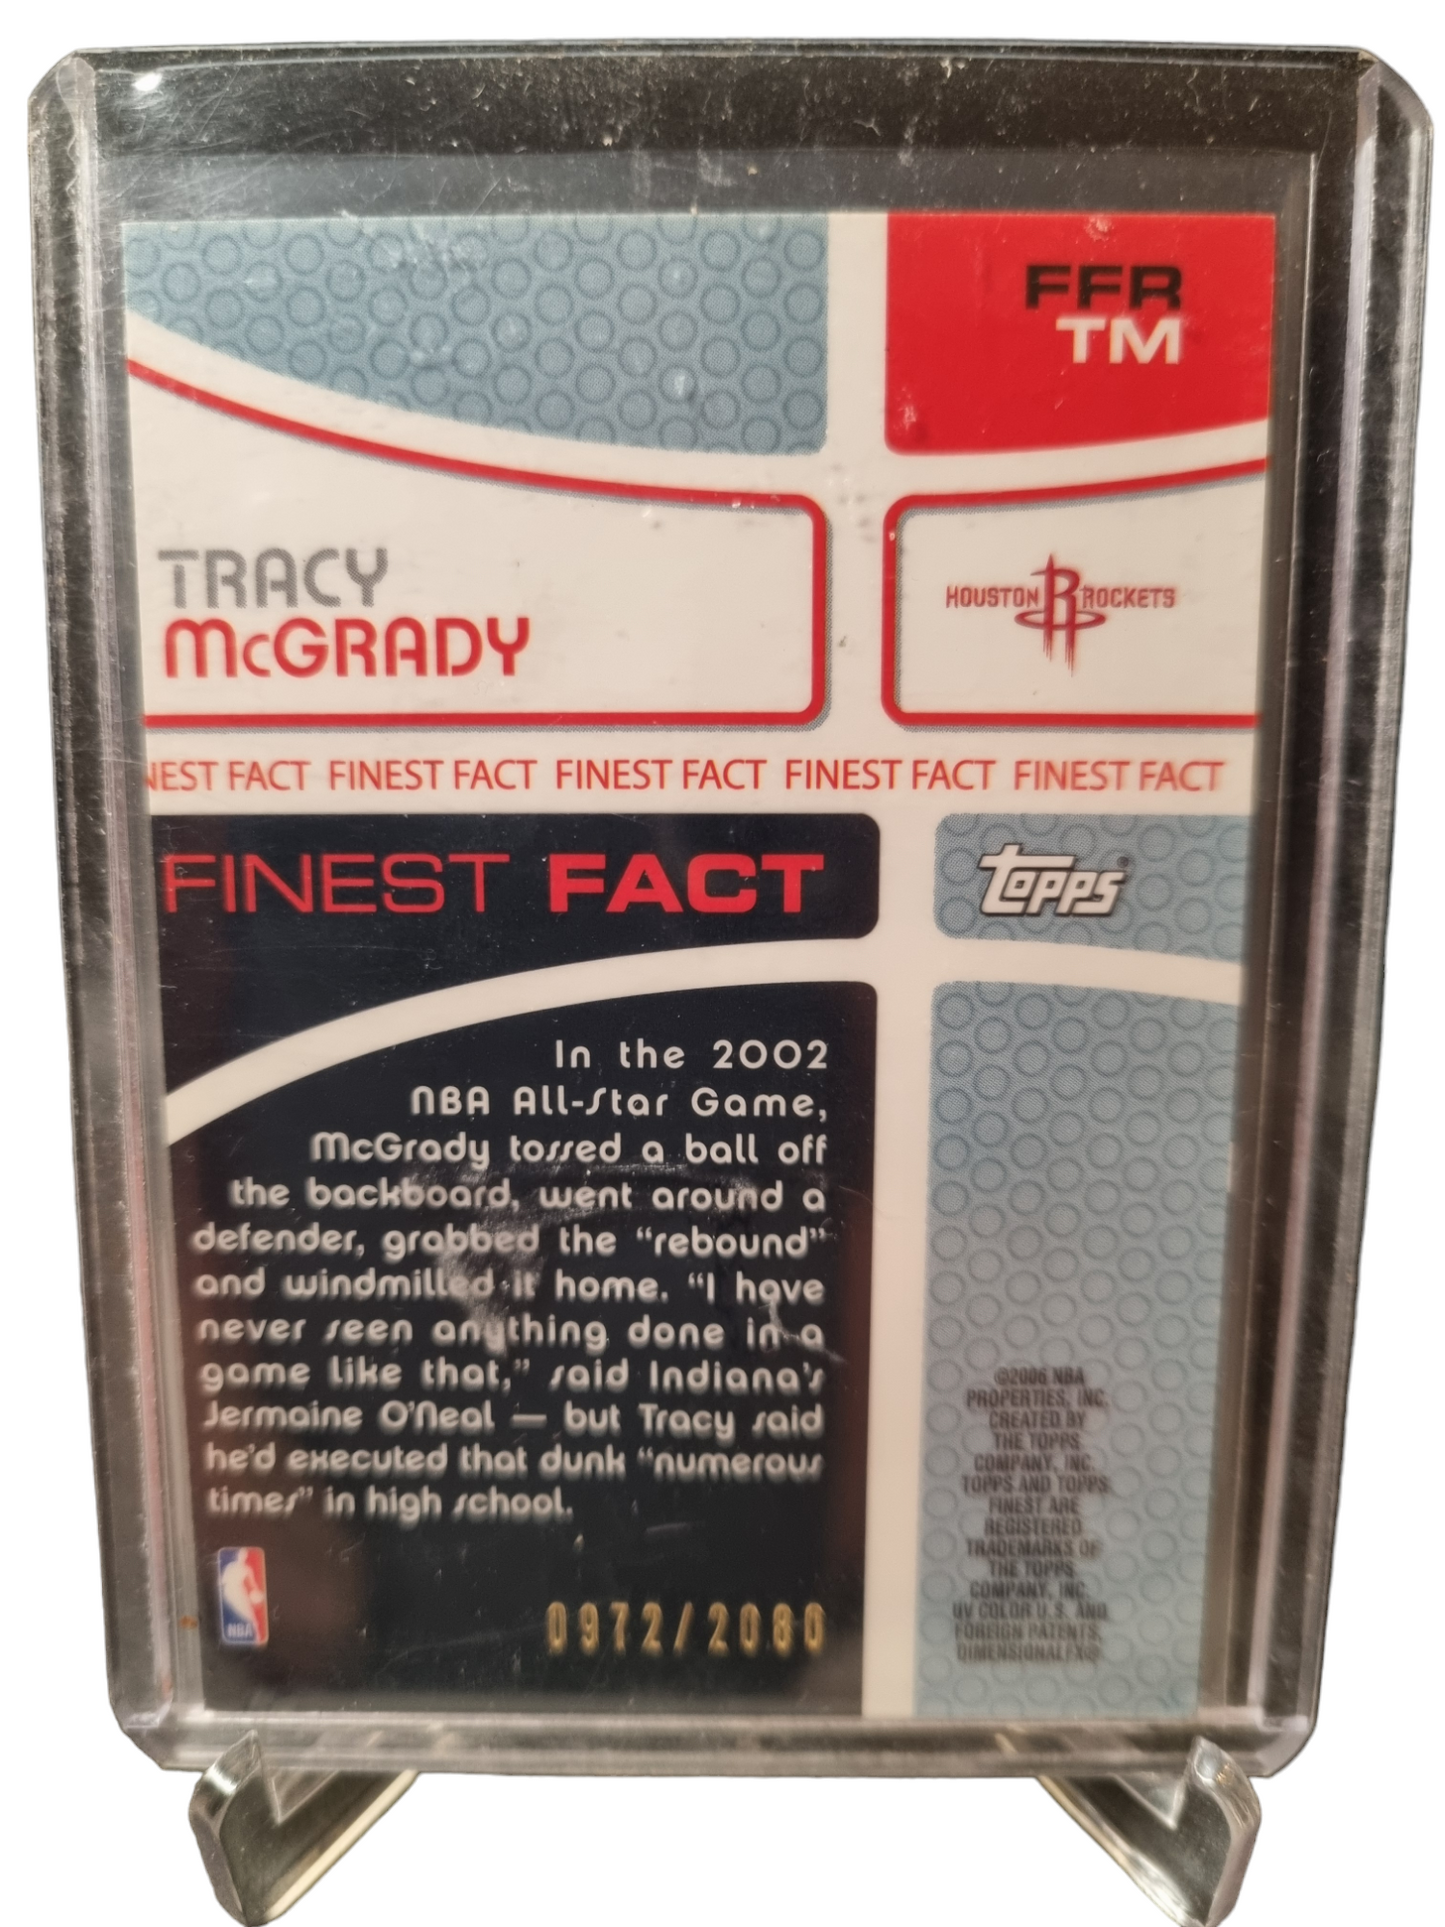 FFR
TM
TRACY
McGRADY
HOUSTON ROCKETS
NEST FACT FINEST FACT FINEST FACT FINEST FACT FINEST FACT
FINEST FACT
TOPPS
In the 2002
NBA All-Star Game,
McGrady tossed a ball off
the backboard, went around a
defender, grabbed the “rebound”
and windmilled it home. “I have
never seen anything done in a
game like that,” said Indiana’s
Jermaine O’Neal — but Tracy said
he’d executed that dunk “numerous
times” in high school.
NBA
0972/2080
©2006 NBA
PROPERTIES, INC.
CREATED BY
THE TOPPS
COMPANY, INC.
TOPPS AND TOPPS
FINEST ARE
REGISTERED
TRADEMARKS OF
THE TOPPS
COMPANY, INC.
UV COLOR U.S. AND
FOREIGN PATENTS,
DIMENSIONALFX®